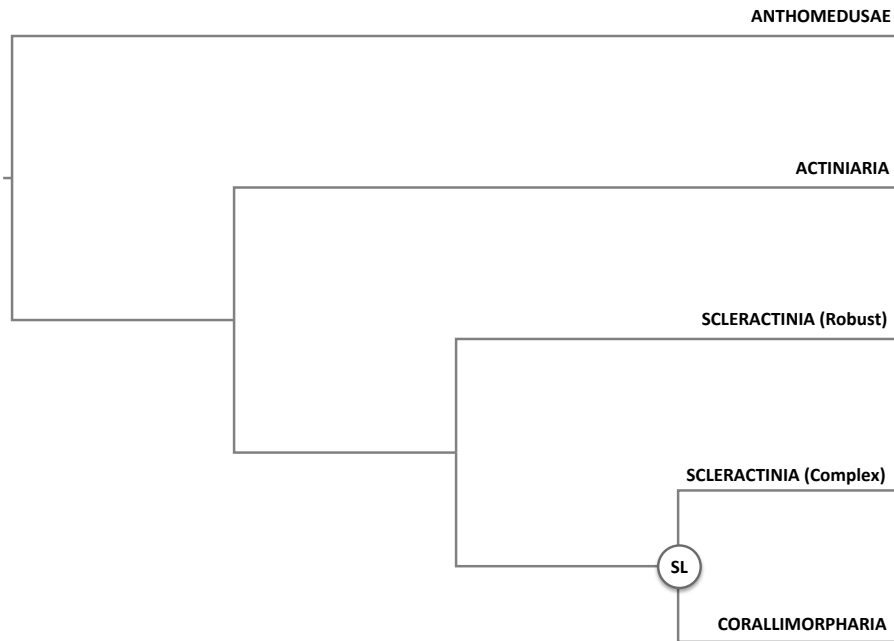 ANTHOMEDUSAE
ACTINIARIA
SCLERACTINIA (Robust)
SCLERACTINIA (Complex)
SL
CORALLIMORPHARIA